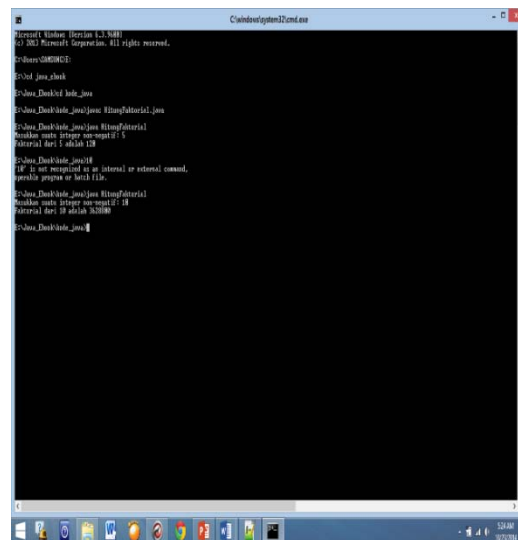 C:\windows\system32\cmd.exe
Microsoft Windows [Version 6.3.9600]
(c) 2013 Microsoft Corporation. All rights reserved.
C:\Users\SAMSUNG>E:
E:\>cd java_ebook
E:\Java_Ebook>cd kode_java
E:\Java_Ebook\kode_java>javac HitungFaktorial.java
E:\Java_Ebook\kode_java>java HitungFaktorial
Masukkan suatu integer non-negatif: 5
Faktorial dari 5 adalah 120
E:\Java_Ebook\kode_java>10
'10' is not recognized as an internal or external command,
operable program or batch file.
E:\Java_Ebook\kode_java>java HitungFaktorial
Masukkan suatu integer non-negatif: 10
Faktorial dari 10 adalah 3628800
E:\Java_Ebook\kode_java>
5:24 AM